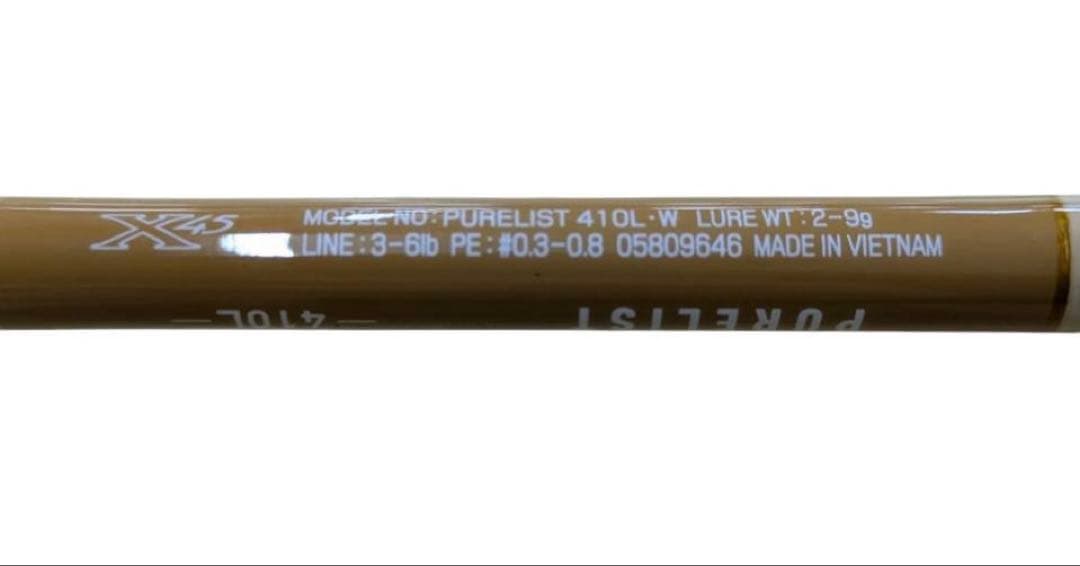 X45
MODEL NO:PURELIST 410L·W LURE WT:2-9g
LINE:3-6lb PE:#0.3-0.8 05809646 MADE IN VIETNAM
PURELIST
410L